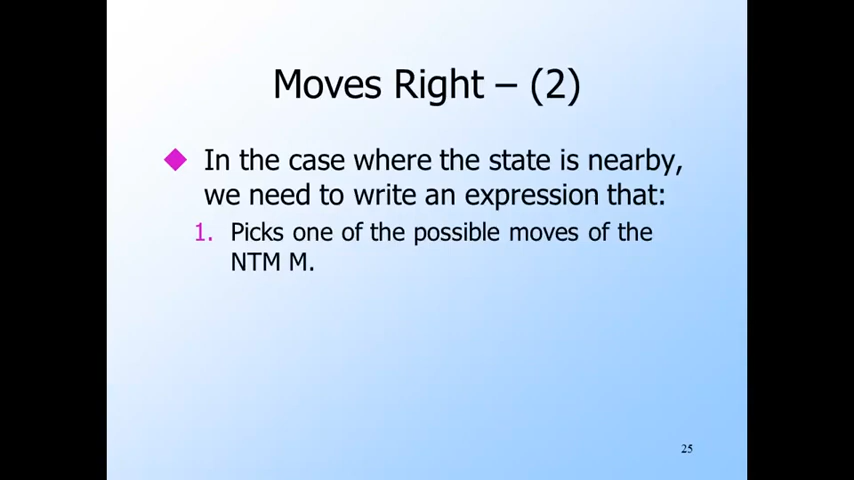 Moves Right – (2)
In the case where the state is nearby,
we need to write an expression that:
1. Picks one of the possible moves of the
NTM M.
25